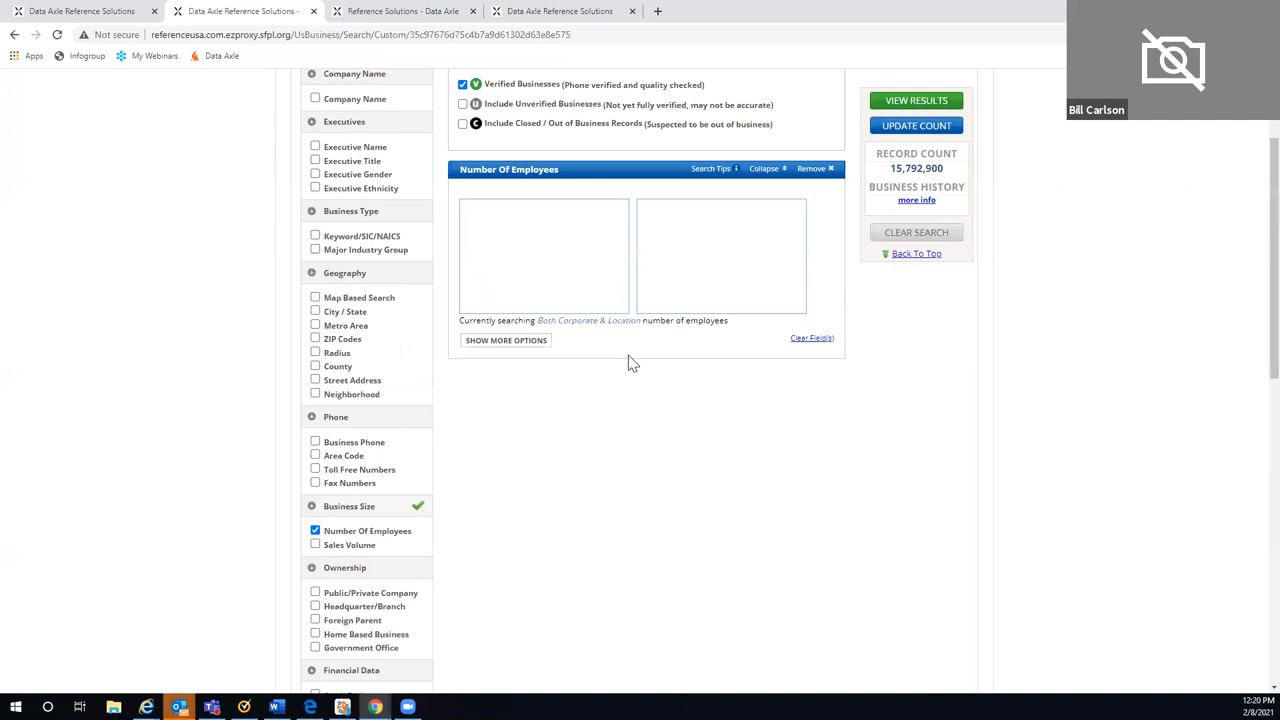 Data Axle Reference Solutions
Data Axle Reference Solutions -
Reference Solutions - Data Axle
Data Axle Reference Solutions
Not secure
referenceusa.com.ezproxy.sfpl.org/UsBusiness/Search/Custom/35c97676d75c4b7a9d61302d63e8e575
Apps
Infogroup
My Webinars
Data Axle
Bill Carlson
Company Name
Company Name
Executives
Executive Name
Executive Title
Executive Gender
Executive Ethnicity
Business Type
Keyword/SIC/NAICS
Major Industry Group
Geography
Map Based Search
City / State
Metro Area
ZIP Codes
Radius
County
Street Address
Neighborhood
Phone
Business Phone
Area Code
Toll Free Numbers
Fax Numbers
Business Size
Number Of Employees
Sales Volume
Ownership
Public/Private Company
Headquarter/Branch
Foreign Parent
Home Based Business
Government Office
Financial Data
V Verified Businesses (Phone verified and quality checked)
U Include Unverified Businesses (Not yet fully verified, may not be accurate)
C Include Closed / Out of Business Records (Suspected to be out of business)
Number Of Employees
Search Tips
Collapse
Remove
Currently searching Both Corporate & Location number of employees
SHOW MORE OPTIONS
Clear Field(s)
VIEW RESULTS
UPDATE COUNT
RECORD COUNT
15,792,900
BUSINESS HISTORY
more info
CLEAR SEARCH
Back To Top
12:20 PM
2/8/2021